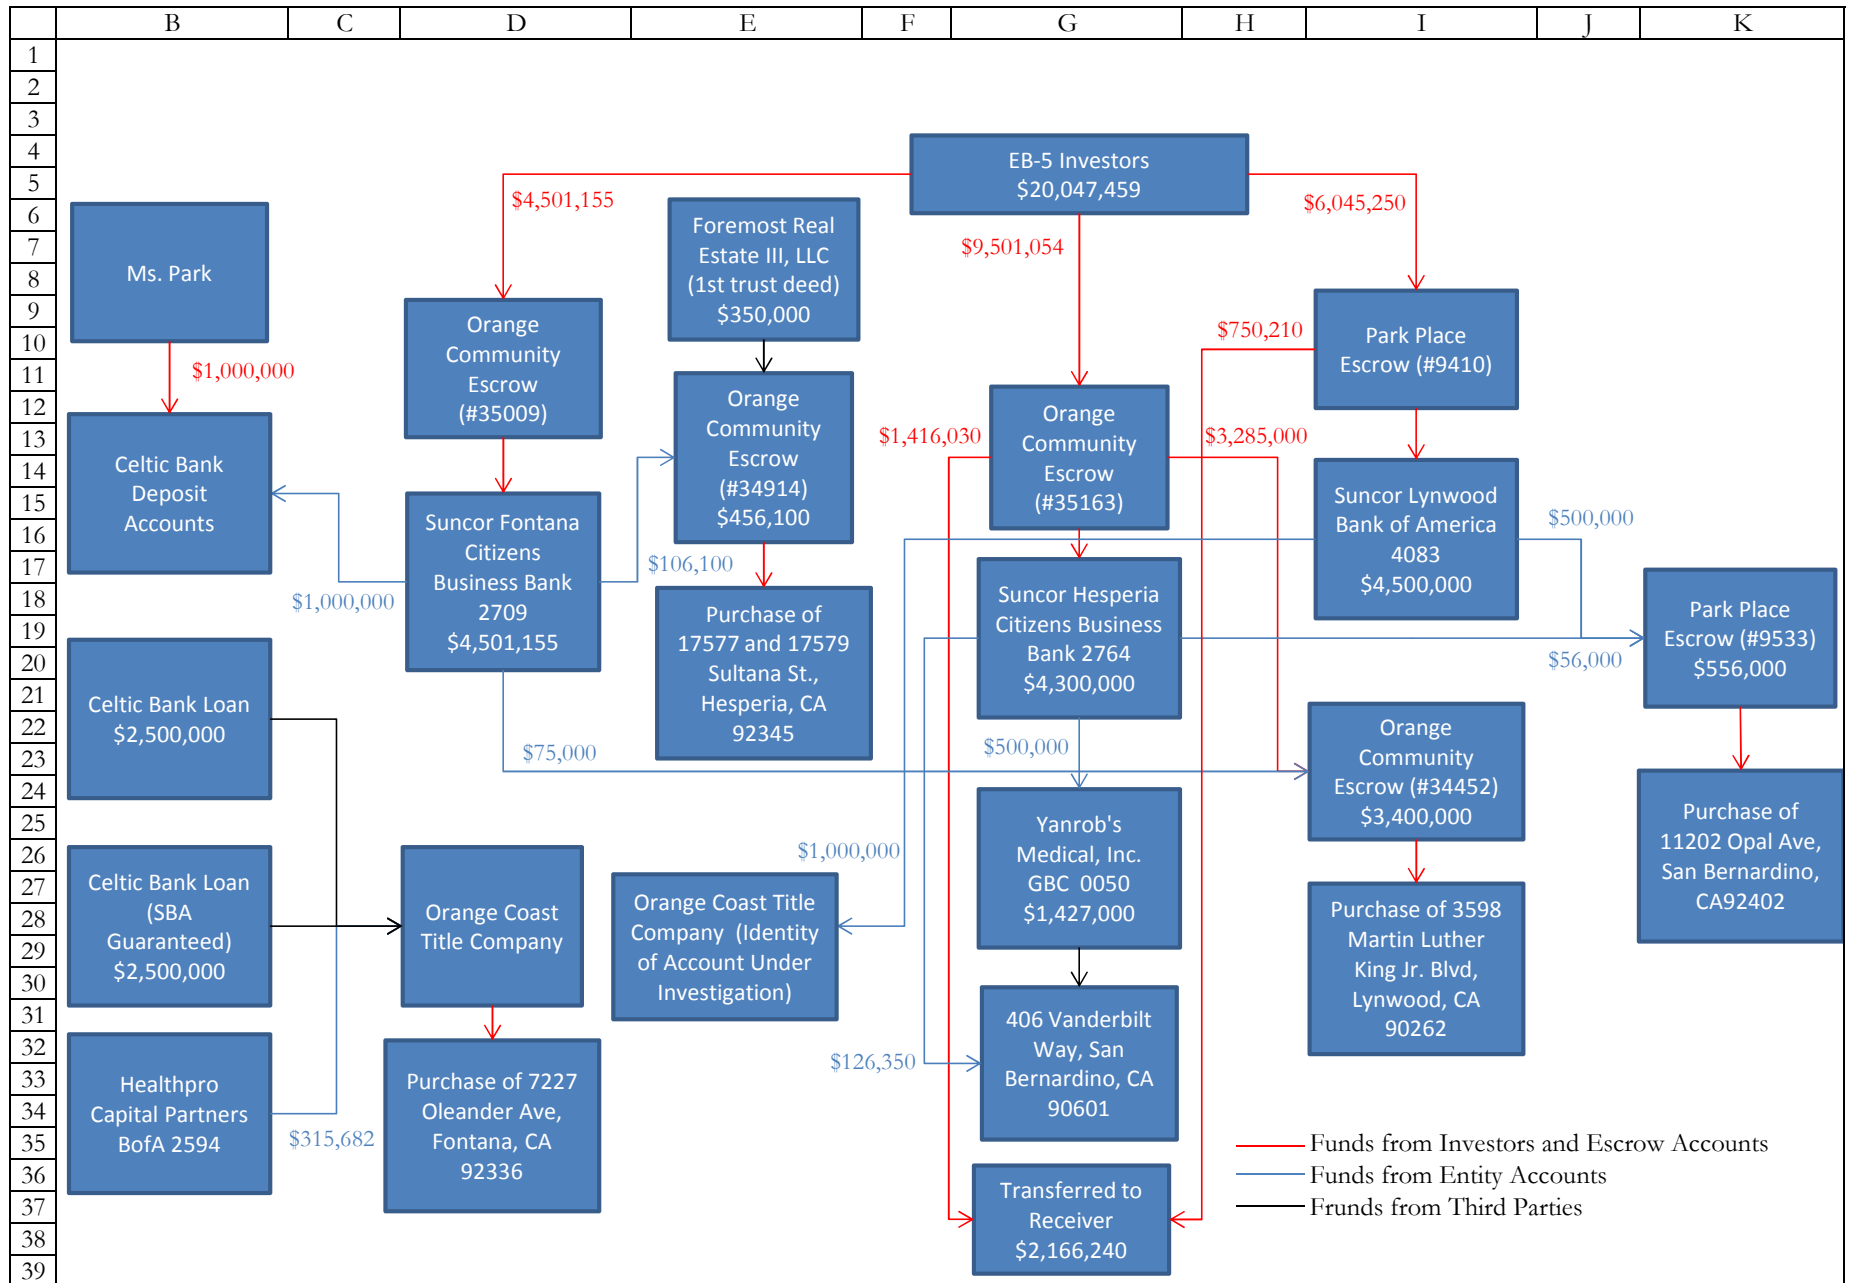 B C D E F G H I J K
1
2
3
4
5
6
7
8
9
10
11
12
13
14
15
16
17
18
19
20
21
22
23
24
25
26
27
28
29
30
31
32
33
34
35
36
37
38
39
EB-5 Investors
$20,047,459
$4,501,155
$9,501,054
$6,045,250
Ms. Park
$1,000,000
Celtic Bank
Deposit
Accounts
$1,000,000
Orange
Community
Escrow
(#35009)
Suncor Fontana
Citizens
Business Bank
2709
$4,501,155
Foremost Real
Estate III, LLC
(1st trust deed)
$350,000
Orange
Community
Escrow
(#34914)
$456,100
$106,100
Purchase of
17577 and 17579
Sultana St.,
Hesperia, CA
92345
$75,000
Orange
Community
Escrow
(#35163)
$1,416,030
$3,285,000
$750,210
Park Place
Escrow (#9410)
Suncor Lynwood
Bank of America
4083
$4,500,000
$500,000
$56,000
Park Place
Escrow (#9533)
$556,000
Purchase of
11202 Opal Ave,
San Bernardino,
CA92402
Suncor Hesperia
Citizens Business
Bank 2764
$4,300,000
$500,000
Yanrob's
Medical, Inc.
GBC 0050
$1,427,000
406 Vanderbilt
Way, San
Bernardino, CA
90601
$126,350
$1,000,000
Orange
Community
Escrow (#34452)
$3,400,000
Purchase of 3598
Martin Luther
King Jr. Blvd,
Lynwood, CA
90262
Celtic Bank Loan
$2,500,000
Celtic Bank Loan
(SBA
Guaranteed)
$2,500,000
Healthpro
Capital Partners
BofA 2594
$315,682
Orange Coast
Title Company
Purchase of 7227
Oleander Ave,
Fontana, CA
92336
Orange Coast Title
Company (Identity
of Account Under
Investigation)
Transferred to
Receiver
$2,166,240
Funds from Investors and Escrow Accounts
Funds from Entity Accounts
Frunds from Third Parties